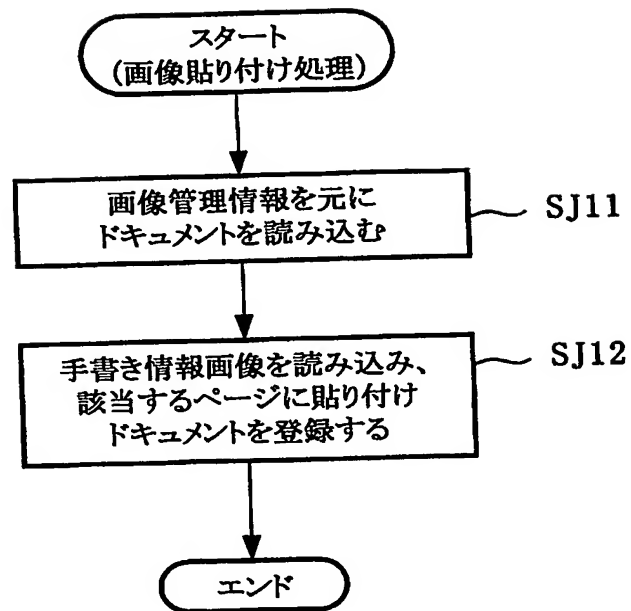 スタート
(画像貼り付け処理)
画像管理情報を元に
ドキュメントを読み込む
SJ11
手書き情報画像を読み込み、
該当するページに貼り付け
ドキュメントを登録する
SJ12
エンド